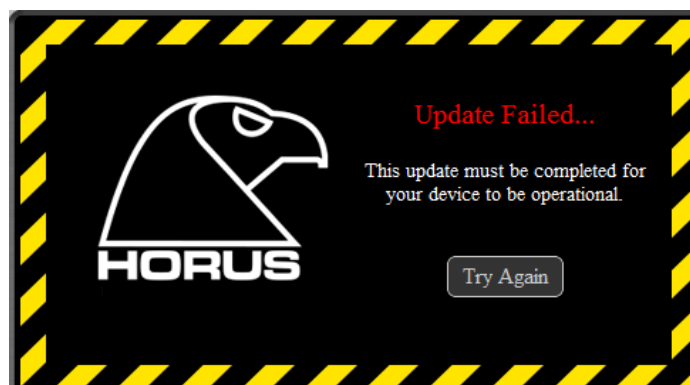 HORUS
Update Failed...
This update must be completed for
your device to be operational.
Try Again